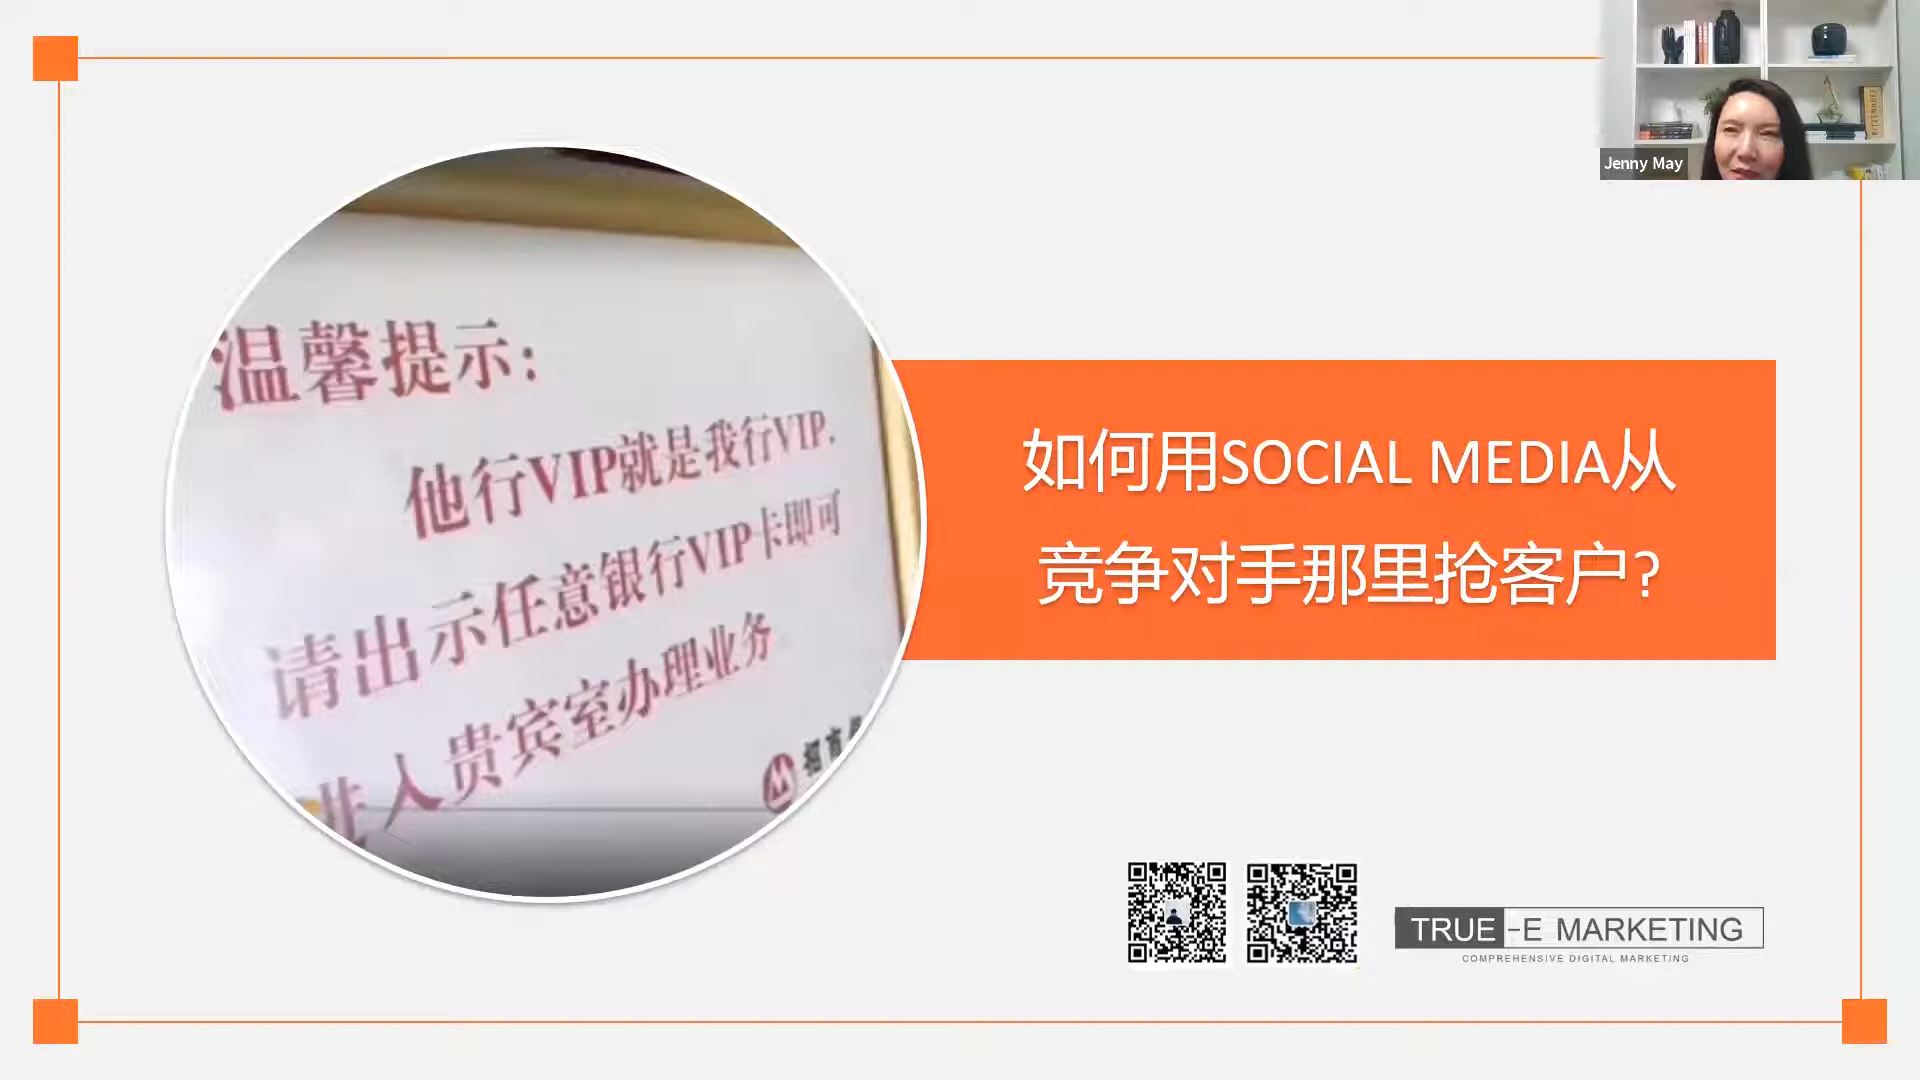 Jenny May
温馨提示:
他行VIP就是我行VIP,
请出示任意银行VIP卡即可
进入贵宾室办理业务
如何用SOCIAL MEDIA从
竞争对手那里抢客户?
TRUE-E MARKETING
COMPREHENSIVE DIGITAL MARKETING